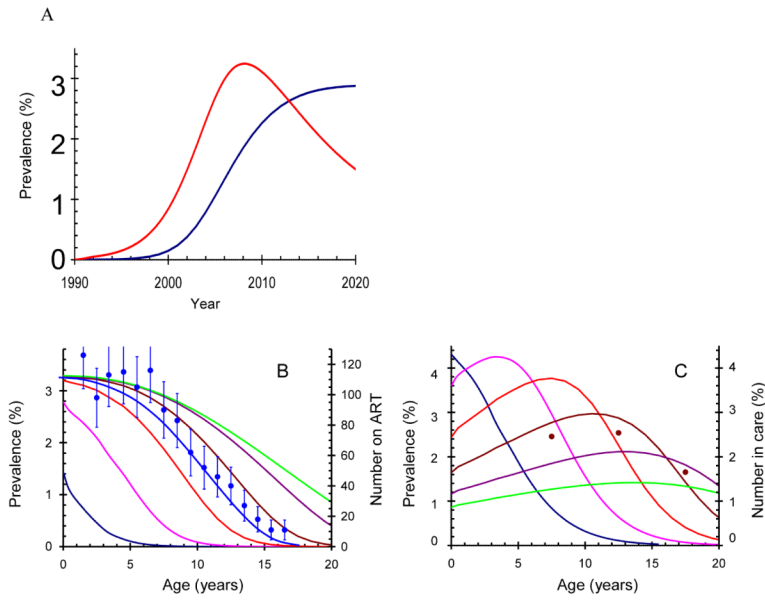 A
Prevalence (%)
3
2
1
0
1990 2000 2010 2020
Year
B
Prevalence (%)
3
2
1
0
120
100
80
60
40
20
0
Number on ART
0 5 10 15 20
Age (years)
C
Prevalence (%)
4
3
2
1
0
4
3
2
1
0
Number in care (%)
0 5 10 15 20
Age (years)